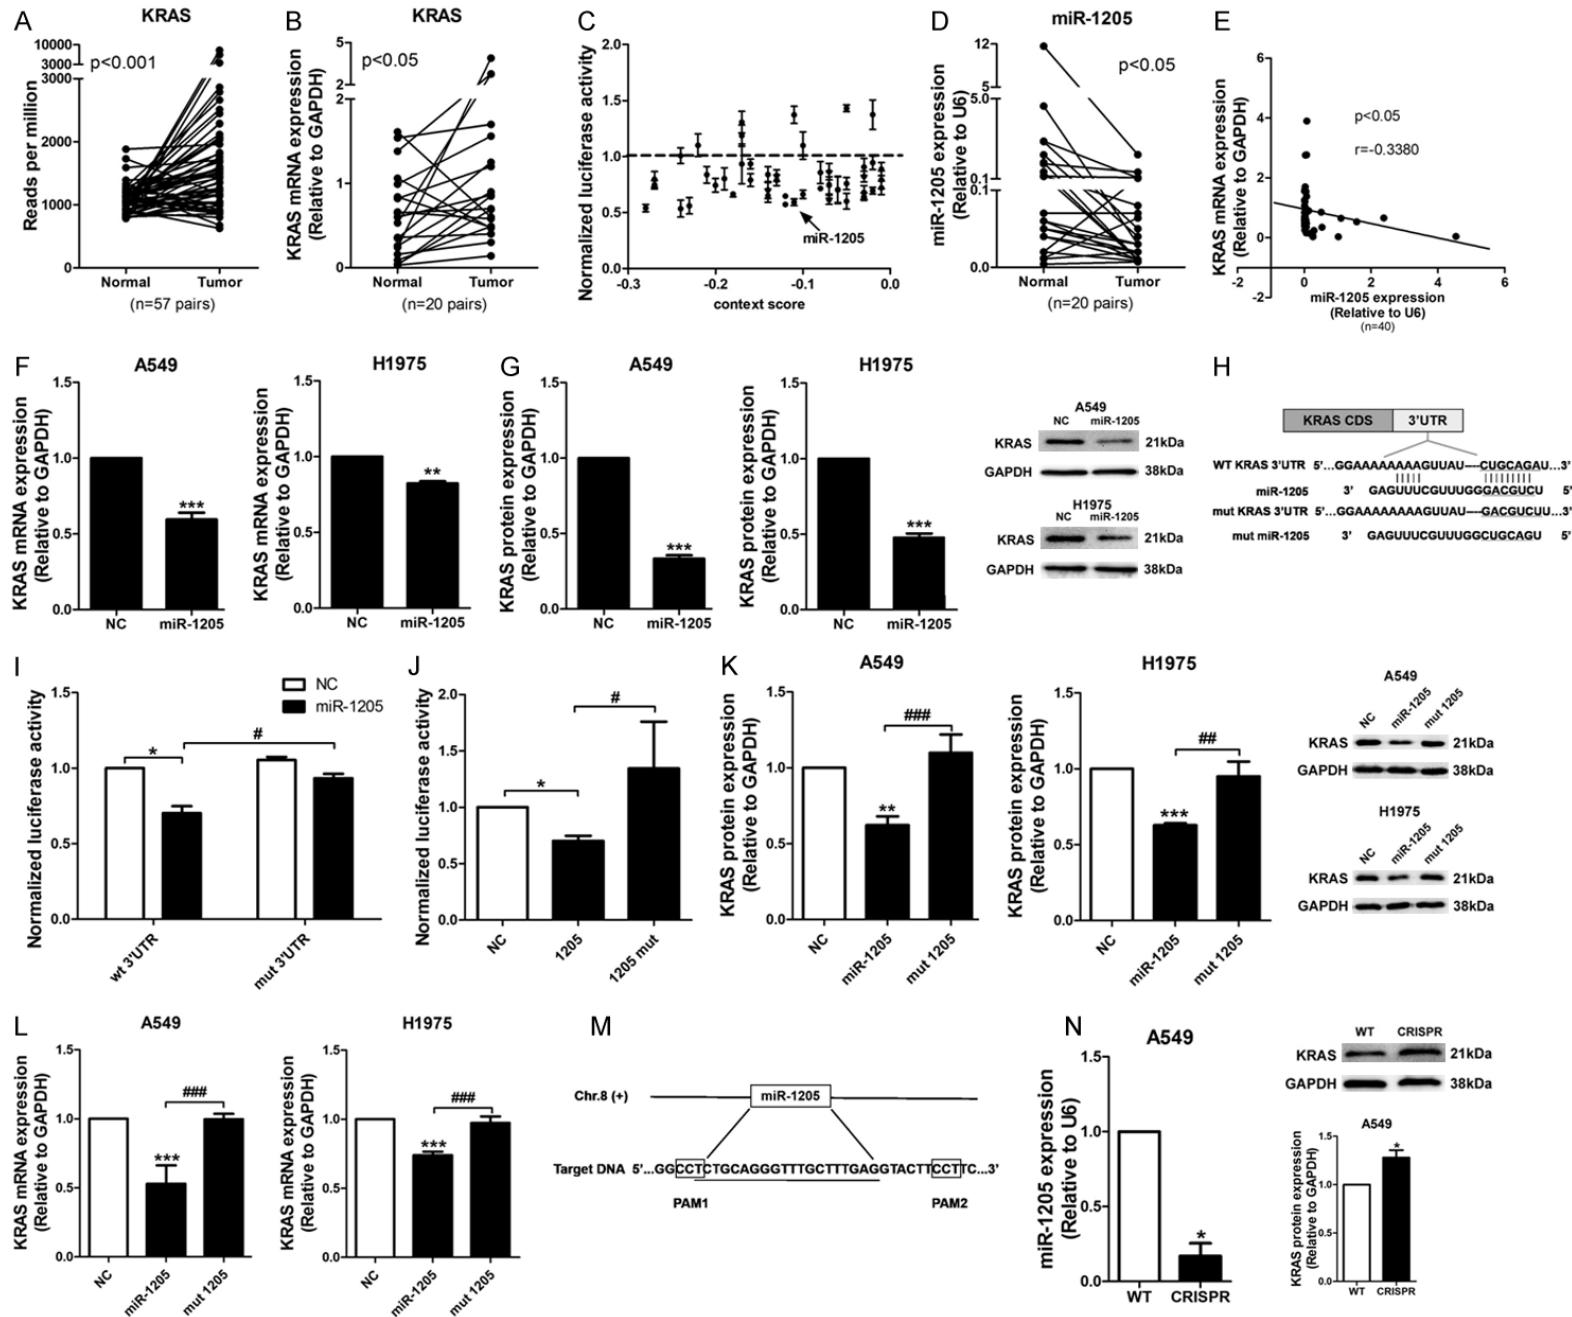 A
KRAS
Reads per million
10000
3000
3000
2000
1000
0
p<0.001
Normal
Tumor
(n=57 pairs)
B
KRAS
KRAS mRNA expression
(Relative to GAPDH)
5
2
2
1
0
p<0.05
Normal
Tumor
(n=20 pairs)
C
Normalized luciferase activity
2.0
1.5
1.0
0.5
0.0
miR-1205
-0.3
-0.2
-0.1
0.0
context score
D
miR-1205
miR-1205 expression
(Relative to U6)
12
5
5.0
0.1
0.1
0.0
p<0.05
Normal
Tumor
(n=20 pairs)
E
KRAS mRNA expression
(Relative to GAPDH)
6
4
2
0
-2
p<0.05
r=-0.3380
-2
0
2
4
6
miR-1205 expression
(Relative to U6)
(n=40)
F
A549
KRAS mRNA expression
(Relative to GAPDH)
1.5
1.0
0.5
0.0
***
NC
miR-1205
H1975
KRAS mRNA expression
(Relative to GAPDH)
1.5
1.0
0.5
0.0
**
NC
miR-1205
G
A549
KRAS protein expression
(Relative to GAPDH)
1.5
1.0
0.5
0.0
***
NC
miR-1205
H1975
KRAS protein expression
(Relative to GAPDH)
1.5
1.0
0.5
0.0
***
NC
miR-1205
A549
NC miR-1205
KRAS 21kDa
GAPDH 38kDa
H1975
NC miR-1205
KRAS 21kDa
GAPDH 38kDa
H
KRAS CDS 3'UTR
WT KRAS 3'UTR 5'...GGAAAAAAAAGUUAU----CUGCAGAU...3'
miR-1205 3' GAGUUUCGUUUGGGACGUCU 5'
mut KRAS 3'UTR 5'...GGAAAAAAAAGUUAU----GACGUCUU...3'
mut miR-1205 3' GAGUUUCGUUUGGCUGCAGU 5'
I
Normalized luciferase activity
1.5
1.0
0.5
0.0
NC
miR-1205
*
#
wt 3'UTR
mut 3'UTR
J
Normalized luciferase activity
2.0
1.5
1.0
0.5
0.0
*
#
NC
1205
1205 mut
K
A549
KRAS protein expression
(Relative to GAPDH)
1.5
1.0
0.5
0.0
**
###
NC
miR-1205
mut 1205
H1975
KRAS protein expression
(Relative to GAPDH)
1.5
1.0
0.5
0.0
***
##
NC
miR-1205
mut 1205
A549
NC miR-1205 mut 1205
KRAS 21kDa
GAPDH 38kDa
H1975
NC miR-1205 mut 1205
KRAS 21kDa
GAPDH 38kDa
L
A549
KRAS mRNA expression
(Relative to GAPDH)
1.5
1.0
0.5
0.0
***
###
NC
miR-1205
mut 1205
H1975
KRAS mRNA expression
(Relative to GAPDH)
1.5
1.0
0.5
0.0
***
###
NC
miR-1205
mut 1205
M
Chr.8 (+) miR-1205
Target DNA 5'...GGCCTCTGCAGGGTTTGCTTTGAGGTACTTCCTTC...3'
PAM1 PAM2
N
A549
miR-1205 expression
(Relative to U6)
1.5
1.0
0.5
0.0
*
WT
CRISPR
WT CRISPR
KRAS 21kDa
GAPDH 38kDa
A549
KRAS protein expression
(Relative to GAPDH)
1.5
1.0
0.5
0.0
*
WT
CRISPR